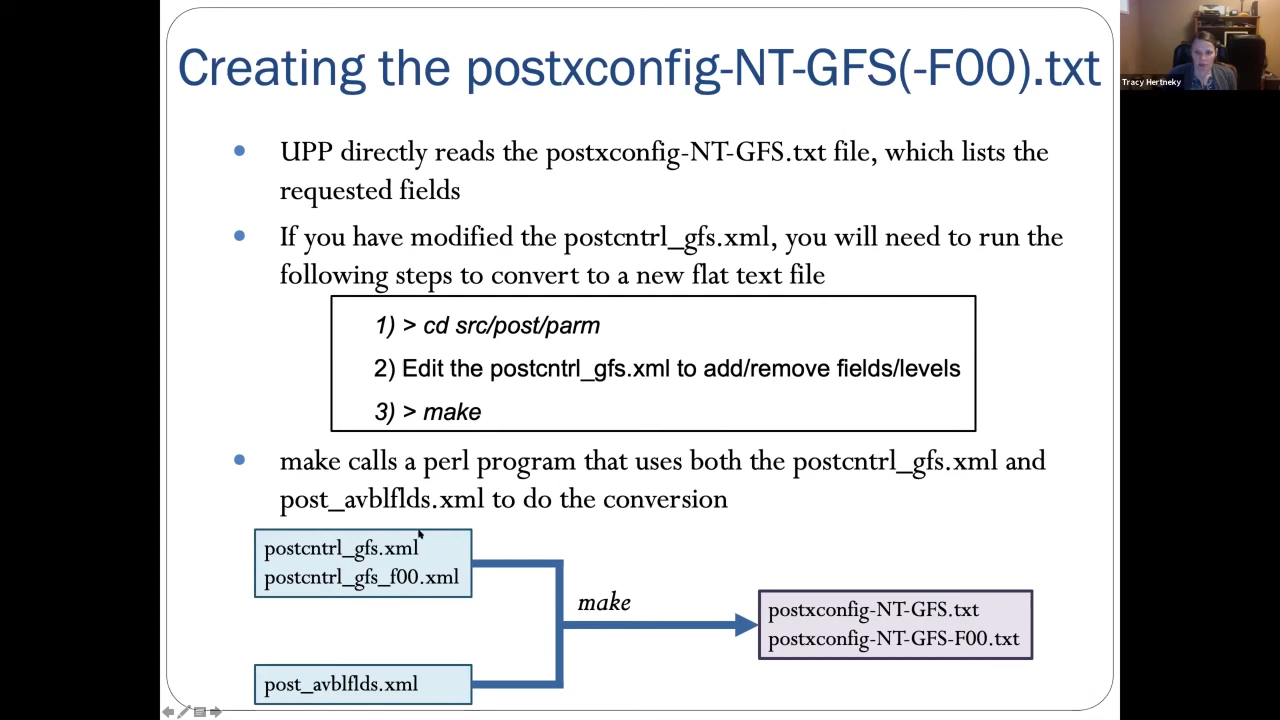 Creating the postxconfig-NT-GFS(-F00).txt
Tracy Hertneky
• UPP directly reads the postxconfig-NT-GFS.txt file, which lists the
requested fields
• If you have modified the postcntrl_gfs.xml, you will need to run the
following steps to convert to a new flat text file
1) > cd src/post/parm
2) Edit the postcntrl_gfs.xml to add/remove fields/levels
3) > make
• make calls a perl program that uses both the postcntrl_gfs.xml and
post_avblflds.xml to do the conversion
postcntrl_gfs.xml
postcntrl_gfs_f00.xml
make
postxconfig-NT-GFS.txt
postxconfig-NT-GFS-F00.txt
post_avblflds.xml